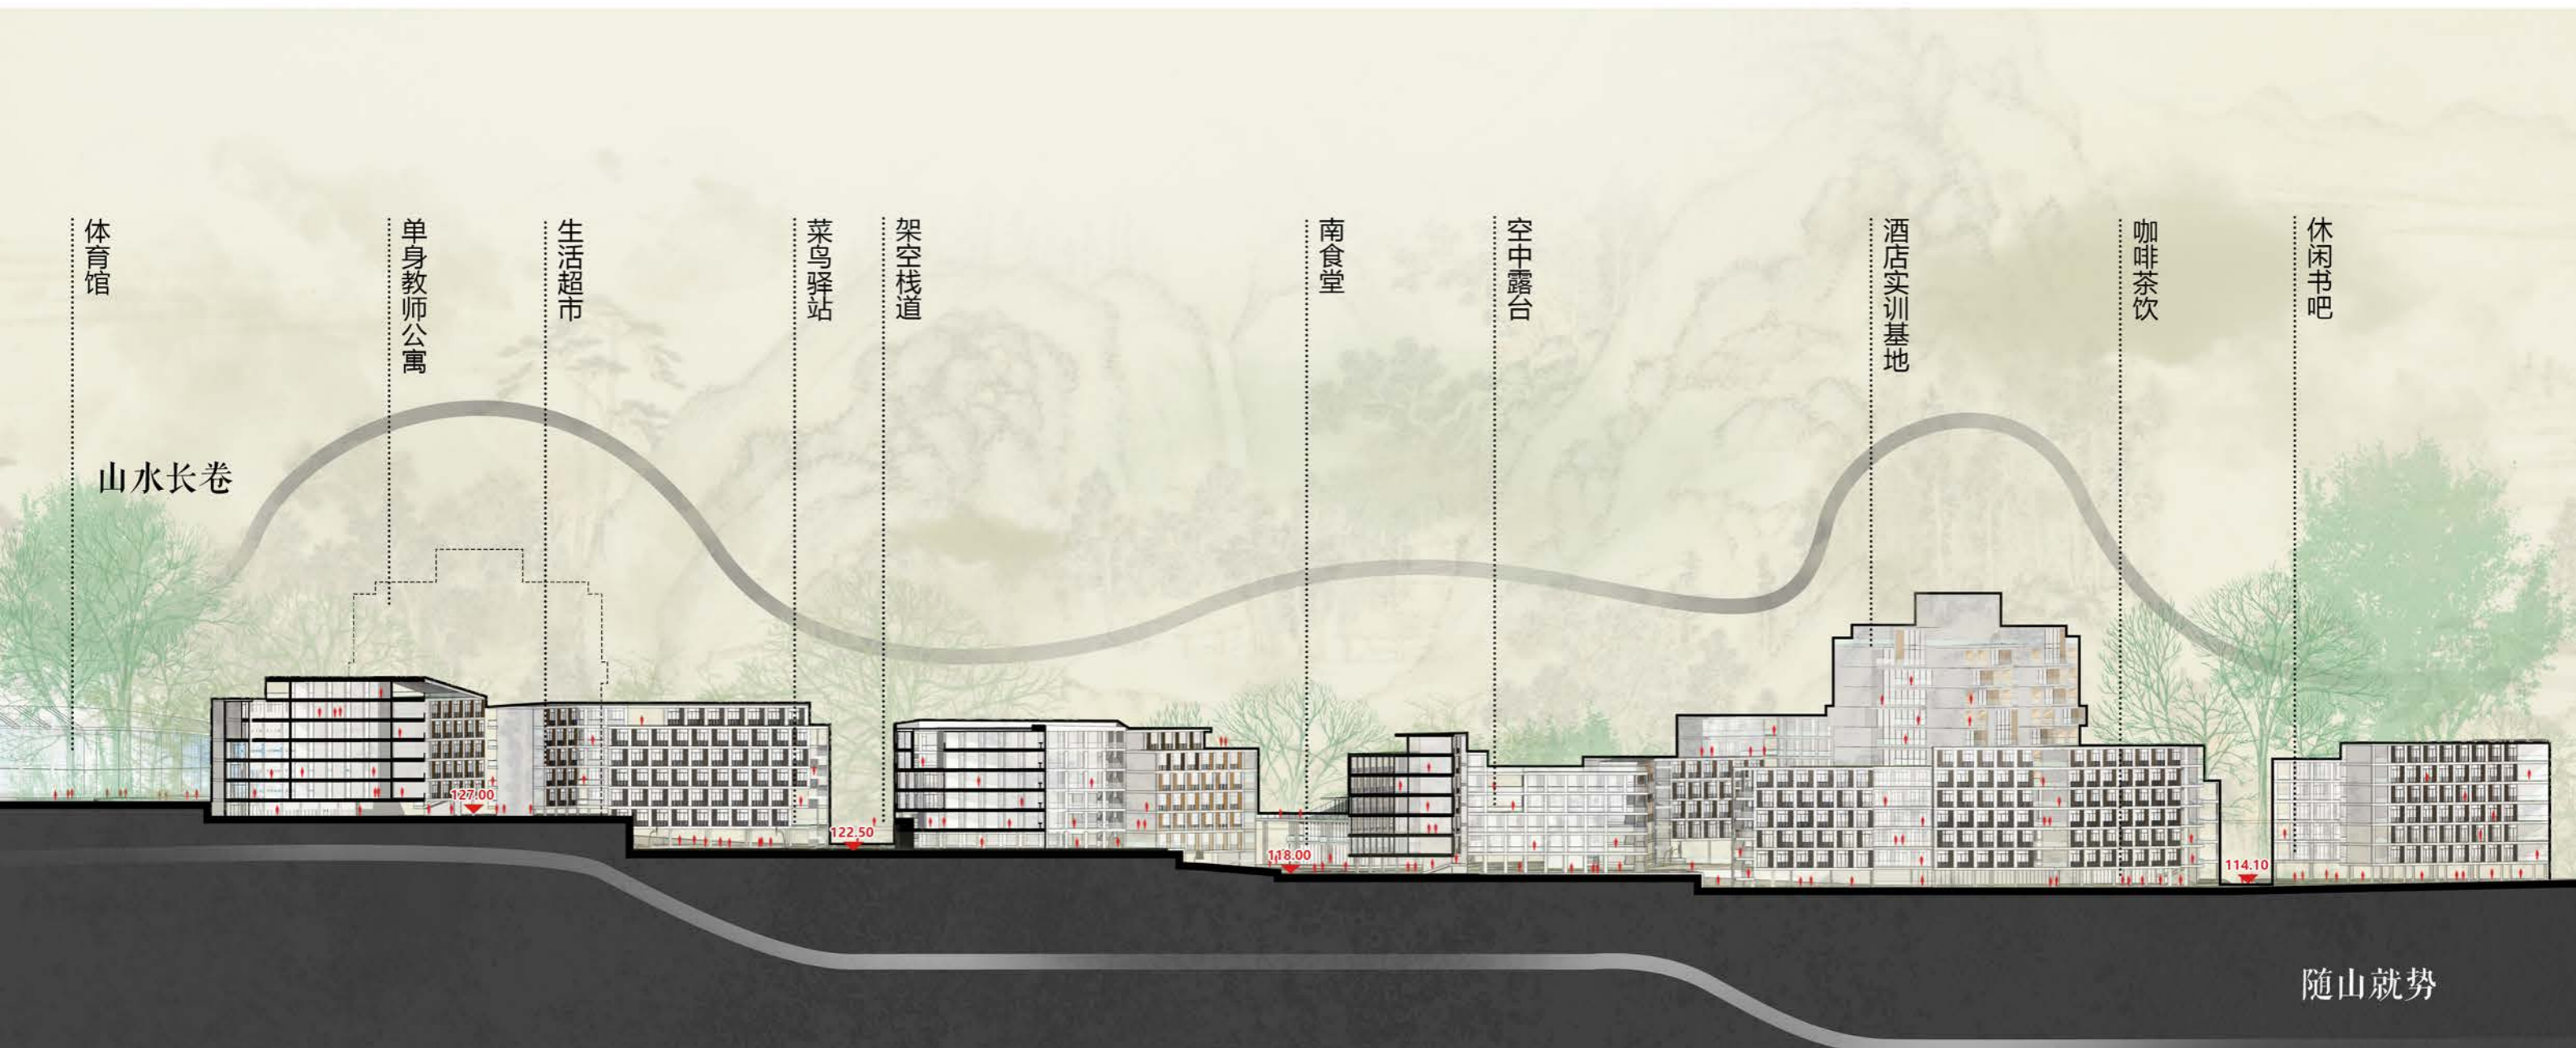 体育馆
单身教师公寓
生活超市
菜鸟驿站
架空栈道
南食堂
空中露台
酒店实训基地
咖啡茶饮
休闲书吧
山水长卷
127.00
122.50
118.00
114.10
随山就势